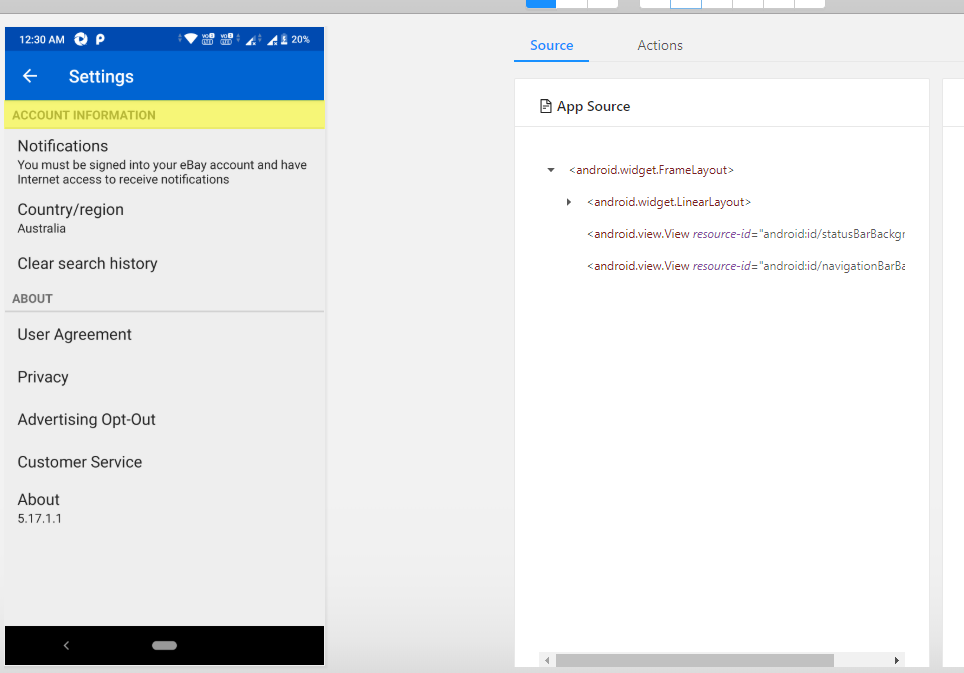 12:30 AM P 20%
Settings
ACCOUNT INFORMATION
Notifications
You must be signed into your eBay account and have
Internet access to receive notifications
Country/region
Australia
Clear search history
ABOUT
User Agreement
Privacy
Advertising Opt-Out
Customer Service
About
5.17.1.1
Source Actions
App Source
<android.widget.FrameLayout>
<android.widget.LinearLayout>
<android.view.View resource-id="android:id/statusBarBackgr
<android.view.View resource-id="android:id/navigationBarBa